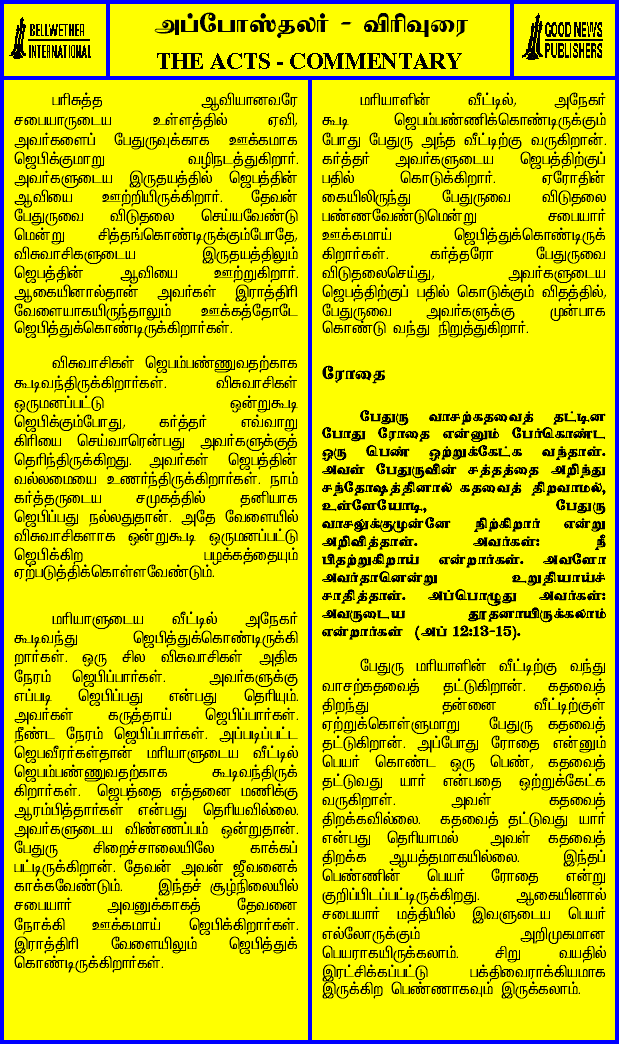 BELLWETHER
INTERNATIONAL
அப்போஸ்தலர் - விரிவுரை
THE ACTS - COMMENTARY
GOOD NEWS
PUBLISHERS
பரிசுத்த ஆவியானவரே
சபையாருடைய உள்ளத்தில் ஏவி,
அவர்களைப் பேதுருவுக்காக ஊக்கமாக
ஜெபிக்குமாறு வழிநடத்துகிறார்.
அவர்களுடைய இருதயத்தில் ஜெபத்தின்
ஆவியை ஊற்றியிருக்கிறார். தேவன்
பேதுருவை விடுதலை செய்யவேண்டு
மென்று சித்தங்கொண்டிருக்கும்போதே,
விசுவாசிகளுடைய இருதயத்திலும்
ஜெபத்தின் ஆவியை ஊற்றுகிறார்.
ஆகையினால்தான் அவர்கள் இராத்திரி
வேளையாகயிருந்தாலும் ஊக்கத்தோடே
ஜெபித்துக்கொண்டிருக்கிறார்கள்.
விசுவாசிகள் ஜெபம்பண்ணுவதற்காக
கூடிவந்திருக்கிறார்கள். விசுவாசிகள்
ஒருமனப்பட்டு ஒன்றுகூடி
ஜெபிக்கும்போது, கர்த்தர் எவ்வாறு
கிரியை செய்வாரென்பது அவர்களுக்குத்
தெரிந்திருக்கிறது. அவர்கள் ஜெபத்தின்
வல்லமையை உணர்ந்திருக்கிறார்கள். நாம்
கர்த்தருடைய சமுகத்தில் தனியாக
ஜெபிப்பது நல்லதுதான். அதே வேளையில்
விசுவாசிகளாக ஒன்றுகூடி ஒருமனப்பட்டு
ஜெபிக்கிற பழக்கத்தையும்
ஏற்படுத்திக்கொள்ளவேண்டும்.
மரியாளுடைய வீட்டில் அநேகர்
கூடிவந்து ஜெபித்துக்கொண்டிருக்கி
றார்கள். ஒரு சில விசுவாசிகள் அதிக
நேரம் ஜெபிப்பார்கள். அவர்களுக்கு
எப்படி ஜெபிப்பது என்பது தெரியும்.
அவர்கள் கருத்தாய் ஜெபிப்பார்கள்.
நீண்ட நேரம் ஜெபிப்பார்கள். அப்படிப்பட்ட
ஜெபவீரர்கள்தான் மரியாளுடைய வீட்டில்
ஜெபம்பண்ணுவதற்காக கூடிவந்திருக்
கிறார்கள். ஜெபத்தை எத்தனை மணிக்கு
ஆரம்பித்தார்கள் என்பது தெரியவில்லை.
அவர்களுடைய விண்ணப்பம் ஒன்றுதான்.
பேதுரு சிறைச்சாலையிலே காக்கப்
பட்டிருக்கிறான். தேவன் அவன் ஜீவனைக்
காக்கவேண்டும். இந்தச் சூழ்நிலையில்
சபையார் அவனுக்காகத் தேவனை
நோக்கி ஊக்கமாய் ஜெபிக்கிறார்கள்.
இராத்திரி வேளையிலும் ஜெபித்துக்
கொண்டிருக்கிறார்கள்.
மரியாளின் வீட்டில், அநேகர்
கூடி ஜெபம்பண்ணிக்கொண்டிருக்கும்
போது பேதுரு அந்த வீட்டிற்கு வருகிறான்.
கர்த்தர் அவர்களுடைய ஜெபத்திற்குப்
பதில் கொடுக்கிறார். ஏரோதின்
கையிலிருந்து பேதுருவை விடுதலை
பண்ணவேண்டுமென்று சபையார்
ஊக்கமாய் ஜெபித்துக்கொண்டிருக்
கிறார்கள். கர்த்தரோ பேதுருவை
விடுதலைசெய்து, அவர்களுடைய
ஜெபத்திற்குப் பதில் கொடுக்கும் விதத்தில்,
பேதுருவை அவர்களுக்கு முன்பாக
கொண்டு வந்து நிறுத்துகிறார்.
ரோதை
பேதுரு வாசற்கதவைத் தட்டின
போது ரோதை என்னும் பேர்கொண்ட
ஒரு பெண் ஒற்றுக்கேட்க வந்தாள்.
அவள் பேதுருவின் சத்தத்தை அறிந்து
சந்தோஷத்தினால் கதவைத் திறவாமல்,
உள்ளேயோடி, பேதுரு
வாசலுக்குமுன்னே நிற்கிறார் என்று
அறிவித்தாள். அவர்கள்: நீ
பிதற்றுகிறாய் என்றார்கள். அவளோ
அவர்தானென்று உறுதியாய்ச்
சாதித்தாள். அப்பொழுது அவர்கள்:
அவருடைய தூதனாயிருக்கலாம்
என்றார்கள் (அப் 12:13-15).
பேதுரு மரியாளின் வீட்டிற்கு வந்து
வாசற்கதவைத் தட்டுகிறான். கதவைத்
திறந்து தன்னை வீட்டிற்குள்
ஏற்றுக்கொள்ளுமாறு பேதுரு கதவைத்
தட்டுகிறான். அப்போது ரோதை என்னும்
பெயர் கொண்ட ஒரு பெண், கதவைத்
தட்டுவது யார் என்பதை ஒற்றுக்கேட்க
வருகிறாள். அவள் கதவைத்
திறக்கவில்லை. கதவைத் தட்டுவது யார்
என்பது தெரியாமல் அவள் கதவைத்
திறக்க ஆயத்தமாகயில்லை. இந்தப்
பெண்ணின் பெயர் ரோதை என்று
குறிப்பிடப்பட்டிருக்கிறது. ஆகையினால்
சபையார் மத்தியில் இவளுடைய பெயர்
எல்லோருக்கும் அறிமுகமான
பெயராகயிருக்கலாம். சிறு வயதில்
இரட்சிக்கப்பட்டு பக்திவைராக்கியமாக
இருக்கிற பெண்ணாகவும் இருக்கலாம்.